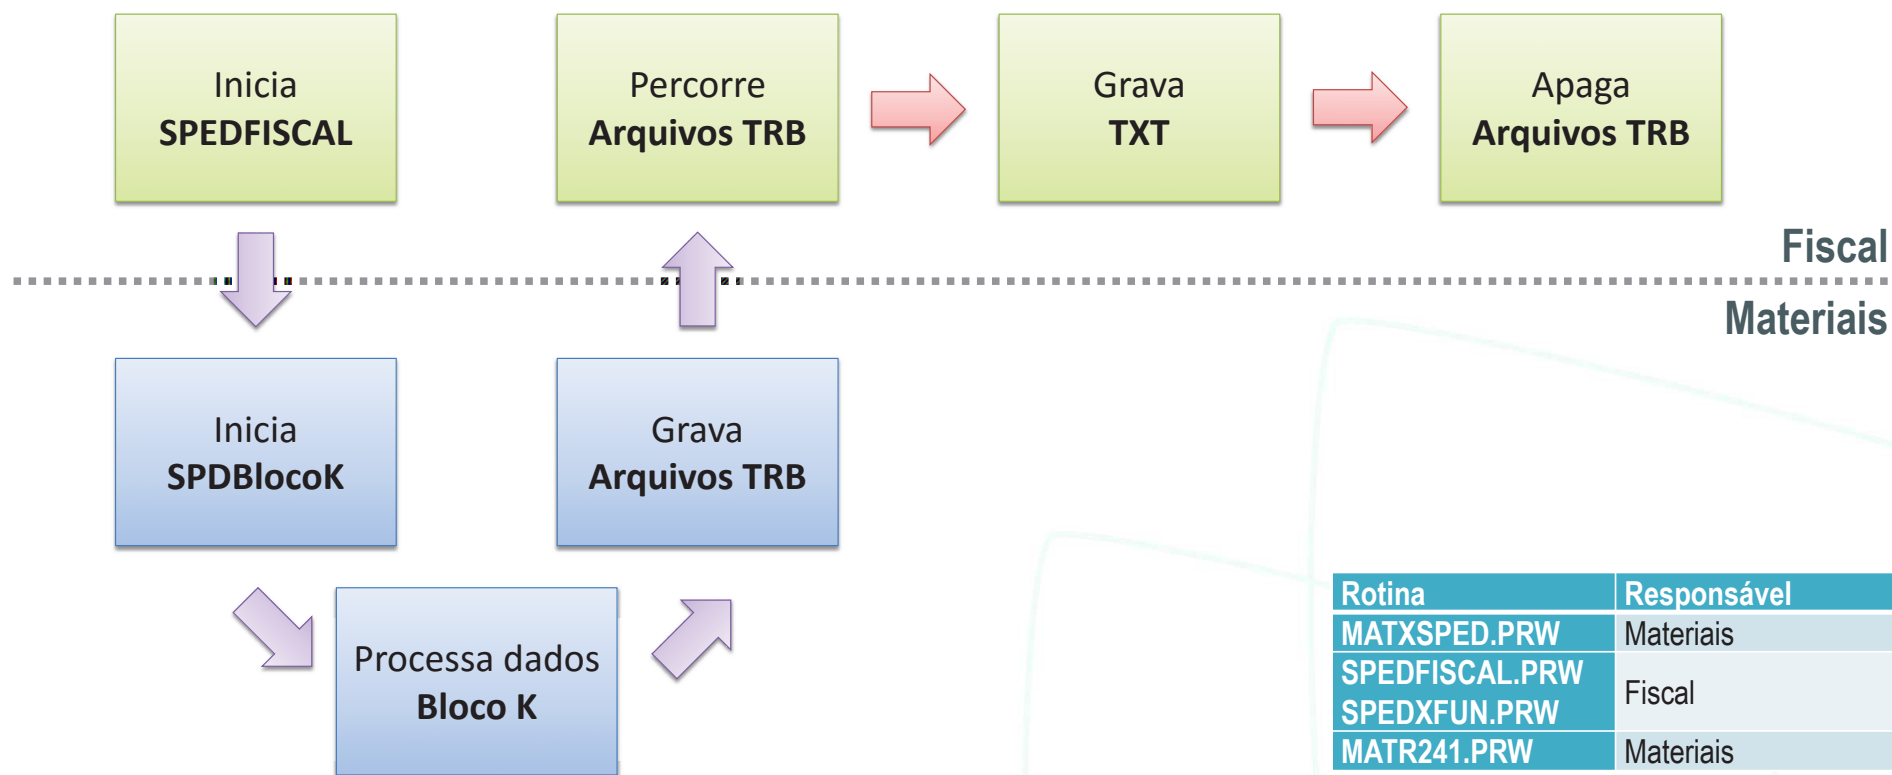 Inicia
SPEDFISCAL
Percorre
Arquivos TRB
Grava
TXT
Apaga
Arquivos TRB
Fiscal
Materiais
Inicia
SPDBlocoK
Grava
Arquivos TRB
Processa dados
Bloco K
Rotina Responsável
MATXSPED.PRW Materiais
SPEDFISCAL.PRW
SPEDXFUN.PRW
Fiscal
MATR241.PRW Materiais